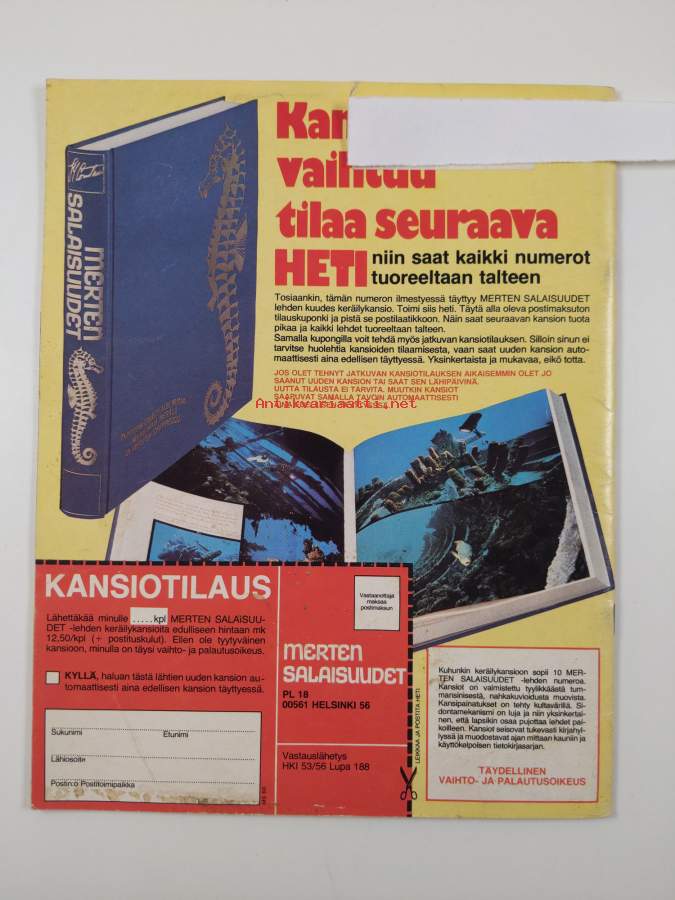 Kan
vaihtuu
tilaa seuraava
HETI niin saat kaikki numerot
tuoreeltaan talteen
Tosiaankin, tämän numeron ilmestyessä täyttyy MERTEN SALAISUUDET
lehden kuudes keräilykansio. Toimi siis heti. Täytä alla oleva postimaksuton
tilauskuponki ja pistä se postilaatikkoon. Näin saat seuraavan kansion tuota
pikaa ja kaikki lehdet tuoreeltaan talteen.
Samalla kupongilla voit tehdä myös jatkuvan kansiotilauksen. Silloin sinun ei
tarvitse huolehtia kansioiden tilaamisesta, vaan saat uuden kansion auto-
maattisesti aina edellisen täyttyessä. Yksinkertaista ja mukavaa, eikö totta.
JOS OLET TEHNYT JATKUVAN KANSIOTILAUKSEN AIKAISEMMIN OLET JO
SAANUT UUDEN KANSION TAI SAAT SEN LÄHIPÄIVINÄ.
UUTTA TILAUSTA EI TARVITA. MUUTKIN KANSIOT
SAAPUVAT SAMALLA TAVOIN AUTOMAATTISESTI
AINA EDELLISEN TÄYTTYESSÄ.
Antikvariaatti.net
MERTEN
SALAISUUDET
KANSIOTILAUS
Lähettäkää minulle .....kpl MERTEN SALAISUU-
DET -lehden keräilykansioita edulliseen hintaan mk
12,50/kpl (+ postituskulut). Ellen ole tyytyväinen
kansioon, minulla on täysi vaihto- ja palautusoikeus.
KYLLÄ, haluan tästä lähtien uuden kansion au-
tomaattisesti aina edellisen kansion täyttyessä.
Sukunimi Etunimi
Lähiosoite
Postin:o Postitoimipaikka
Vastaanottaja
maksaa
postimaksun
MERTEN
SALAISUUDET
PL 18
00561 HELSINKI 56
Vastauslähetys
HKI 53/56 Lupa 188
LEIKKAA JA POSTITA HETI
Kuhunkin keräilykansioon sopii 10 MER-
TEN SALAISUUDET -lehden numeroa.
Kansiot on valmistettu tyylikkäästä tum-
mansinisestä, nahkakuvioidusta muovista.
Kansipainatukset on tehty kultavärillä. Si-
dontamekanismi on luja ja niin yksinkertai-
nen, että lapsikin osaa pujottaa lehdet pai-
koilleen. Kansiot seisovat tukevasti kirjahyl-
lyssä ja muodostavat ajan mittaan kauniin ja
käyttökelpoisen tietokirjasarjan.
TÄYDELLINEN
VAIHTO- JA PALAUTUSOIKEUS